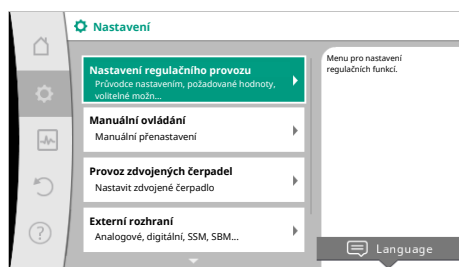 Nastavení
Nastavení regulačního provozu
Průvodce nastavením, požadované hodnoty,
volitelné možn...
Manuální ovládání
Manuální přenastavení
Provoz zdvojených čerpadel
Nastavit zdvojené čerpadlo
Externí rozhraní
Analogové, digitální, SSM, SBM...
Menu pro nastavení
regulačních funkcí.
Language